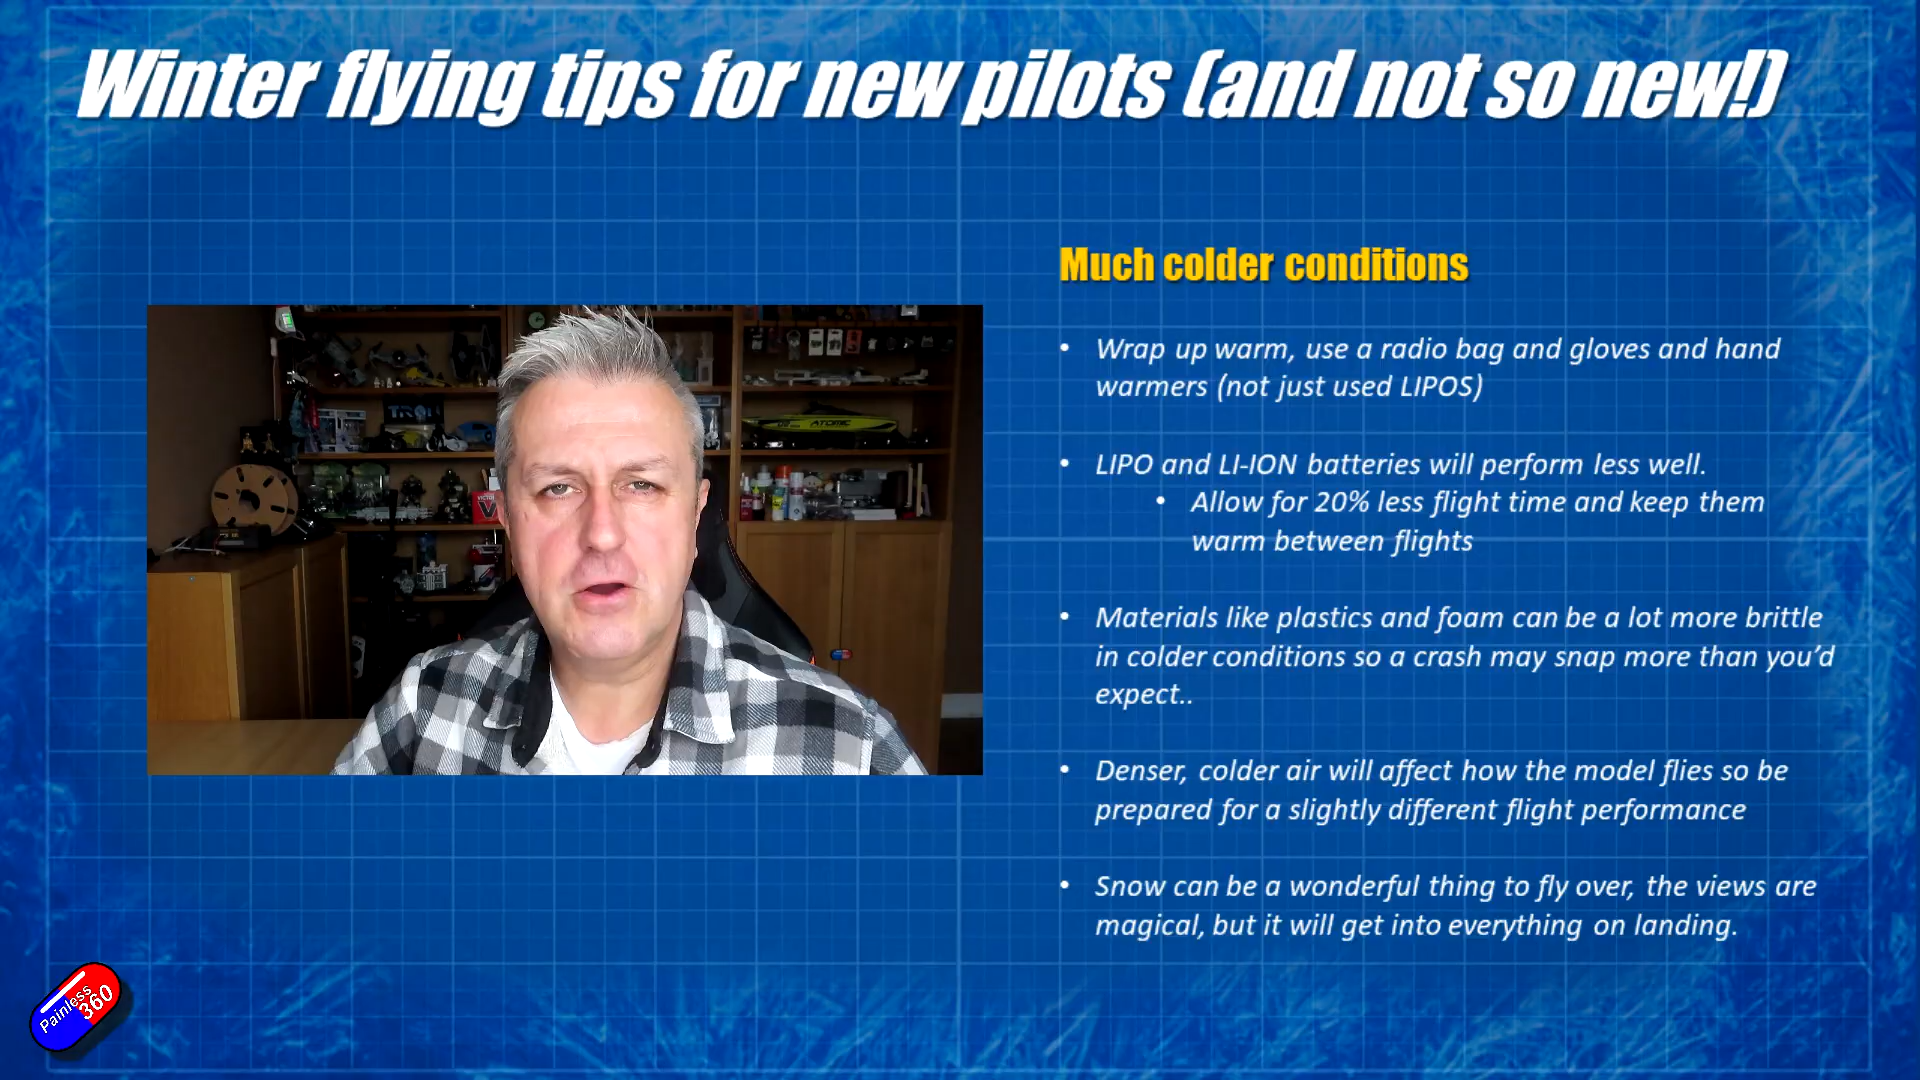 Winter flying tips for new pilots (and not so new!)
Much colder conditions
• Wrap up warm, use a radio bag and gloves and hand
warmers (not just used LIPOS)
• LIPO and LI-ION batteries will perform less well.
• Allow for 20% less flight time and keep them
warm between flights
• Materials like plastics and foam can be a lot more brittle
in colder conditions so a crash may snap more than you’d
expect..
• Denser, colder air will affect how the model flies so be
prepared for a slightly different flight performance
• Snow can be a wonderful thing to fly over, the views are
magical, but it will get into everything on landing.
TRON
ATOMIC
Painless
360